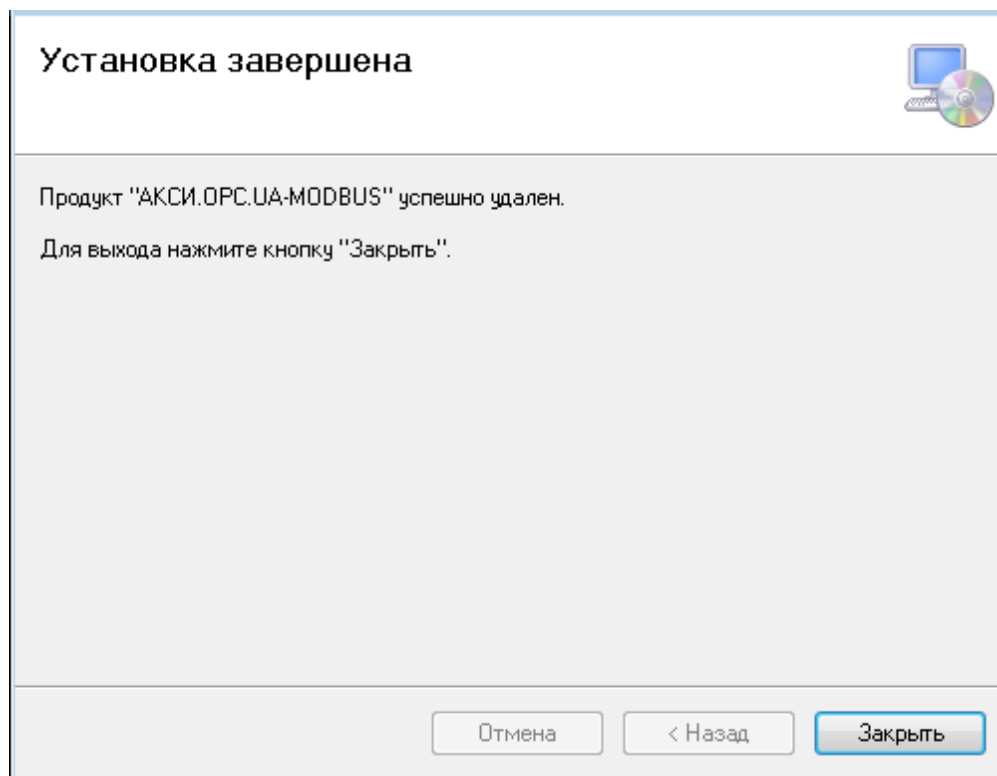 Установка завершена
Продукт "АКСИ.OPC.UA-MODBUS" успешно удален.
Для выхода нажмите кнопку "Закрыть".
Отмена
< Назад
Закрыть